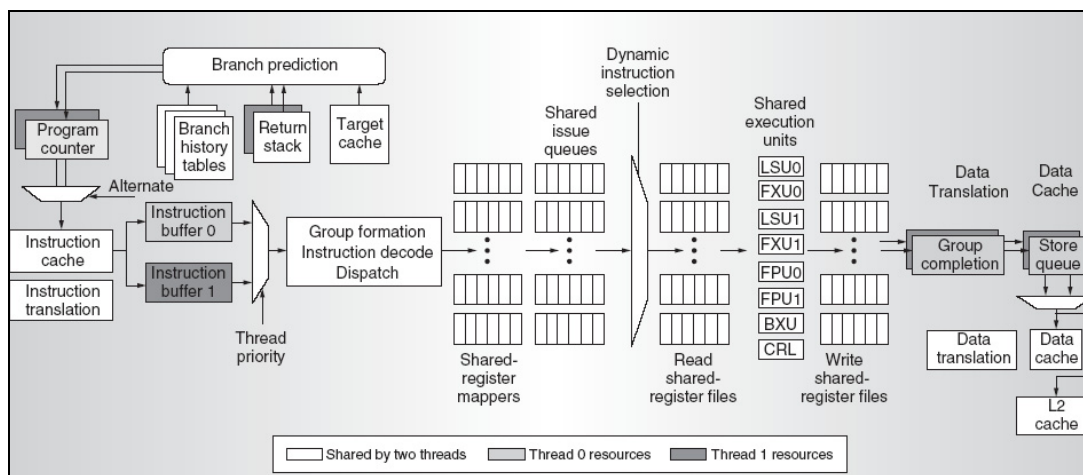 Branch prediction
Program
counter
Branch
history
tables
Return
stack
Target
cache
Alternate
Instruction
cache
Instruction
translation
Instruction
buffer 0
Instruction
buffer 1
Thread
priority
Group formation
Instruction decode
Dispatch
Shared-
register
mappers
Shared
issue
queues
Dynamic
instruction
selection
Read
shared-
register files
Shared
execution
units
LSU0
FXU0
LSU1
FXU1
FPU0
FPU1
BXU
CRL
Write
shared-
register files
Data
Translation
Data
Cache
Group
completion
Store
queue
Data
translation
Data
cache
L2
cache
Shared by two threads
Thread 0 resources
Thread 1 resources